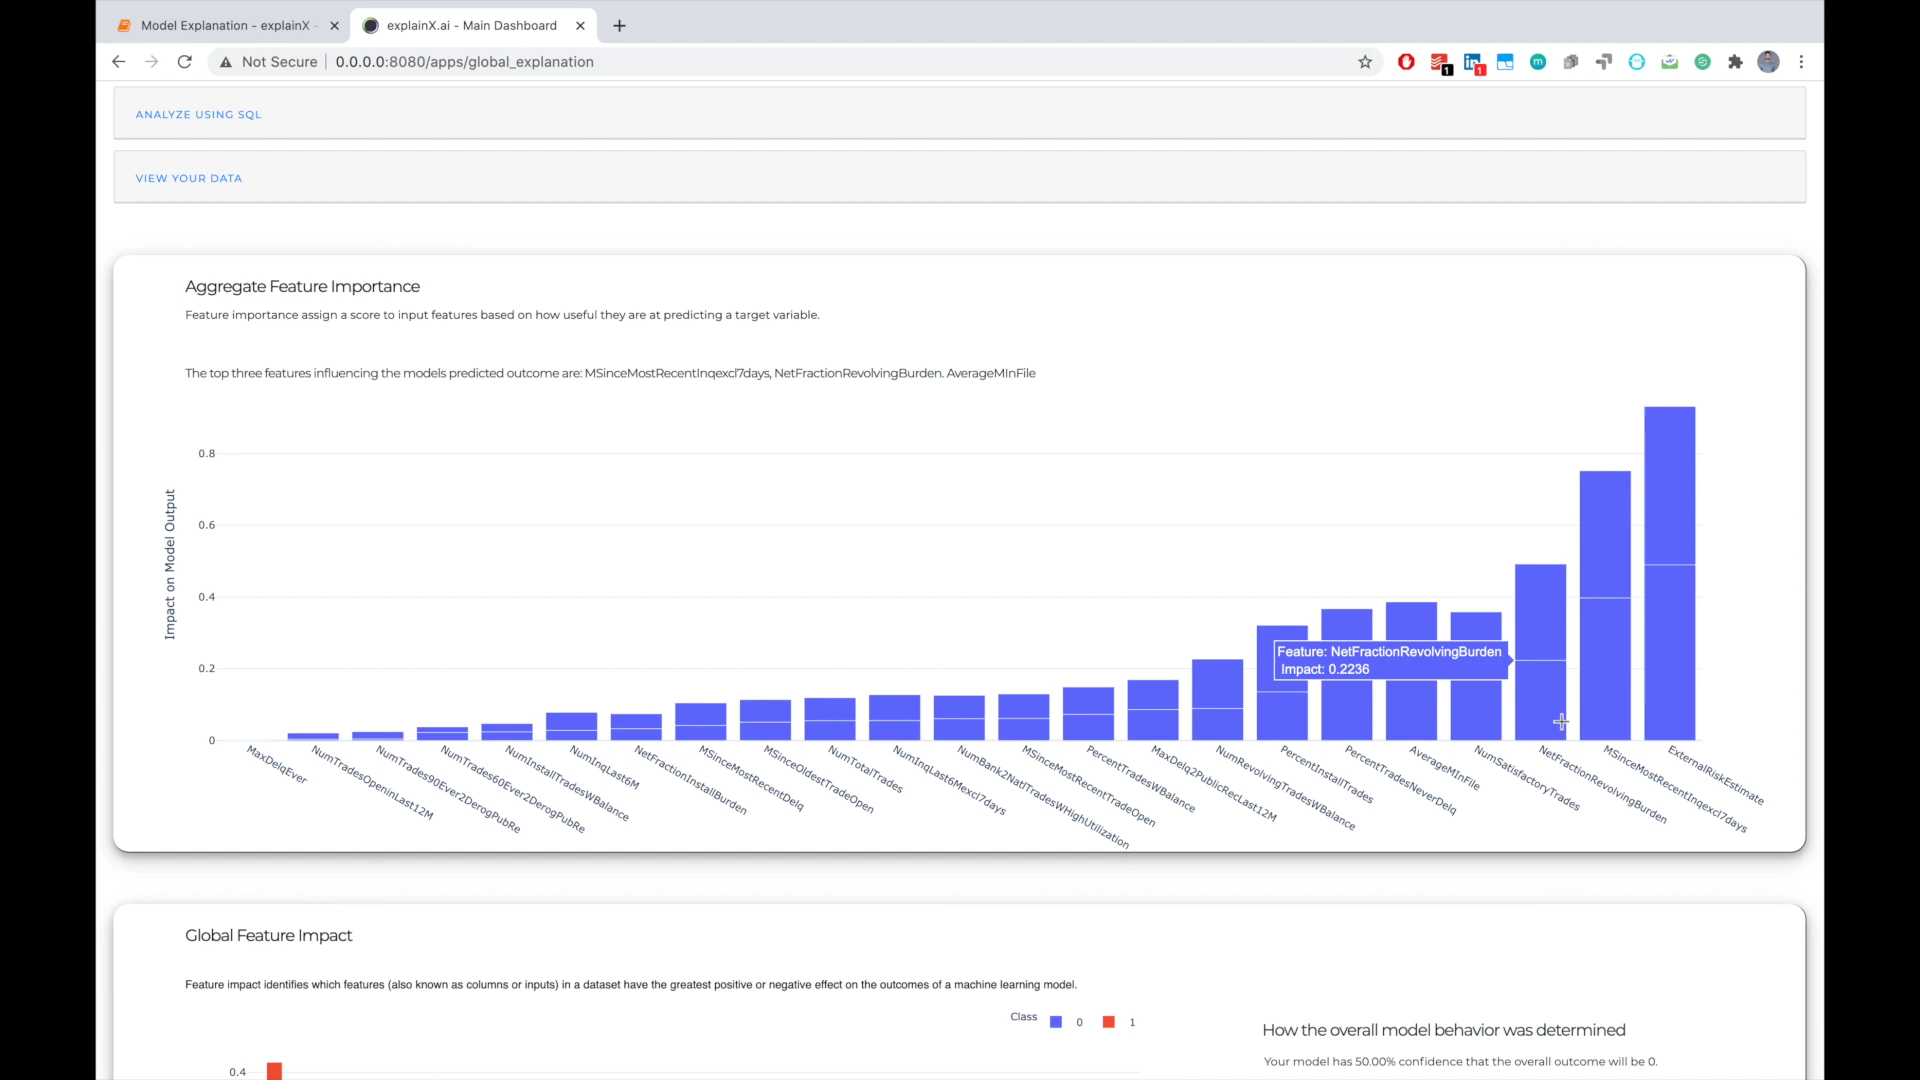 Model Explanation - explainX -
explainX.ai - Main Dashboard
Not Secure
0.0.0.0:8080/apps/global_explanation
1
1
ANALYZE USING SQL
VIEW YOUR DATA
Aggregate Feature Importance
Feature importance assign a score to input features based on how useful they are at predicting a target variable.
The top three features influencing the models predicted outcome are: MSinceMostRecentInqexcl7days, NetFractionRevolvingBurden. AverageMInFile
Impact on Model Output
0.8
0.6
0.4
0.2
0
Feature: NetFractionRevolvingBurden
Impact: 0.2236
MaxDelqEver
NumTradesOpeninLast12M
NumTrades90Ever2DerogPubRe
NumTrades60Ever2DerogPubRe
NumInstallTradesWBalance
NumInqLast6M
NetFractionInstallBurden
MSinceMostRecentDelq
MSinceOldestTradeOpen
NumTotalTrades
NumInqLast6Mexcl7days
NumBank2NatlTradesWHighUtilization
MSinceMostRecentTradeOpen
PercentTradesWBalance
MaxDelq2PublicRecLast12M
NumRevolvingTradesWBalance
PercentInstallTrades
PercentTradesNeverDelq
AverageMInFile
NumSatisfactoryTrades
NetFractionRevolvingBurden
MSinceMostRecentInqexcl7days
ExternalRiskEstimate
Global Feature Impact
Feature impact identifies which features (also known as columns or inputs) in a dataset have the greatest positive or negative effect on the outcomes of a machine learning model.
Class 0 1
0.4
How the overall model behavior was determined
Your model has 50.00% confidence that the overall outcome will be 0.